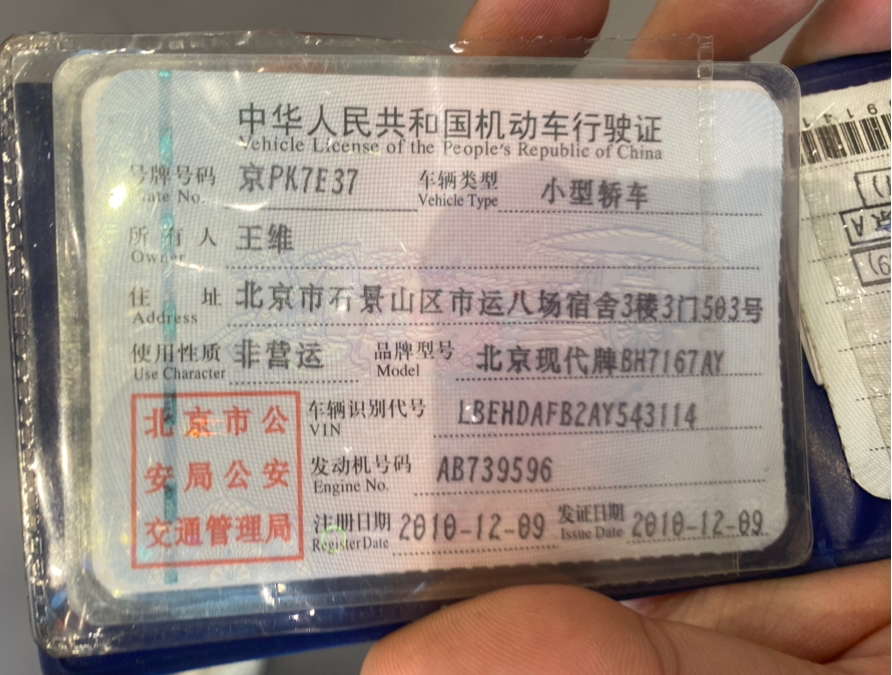 中华人民共和国机动车行驶证
Vehicle License of the People's Republic of China
号牌号码 京PK7E37 车辆类型 小型轿车
Plate No. Vehicle Type
所有人 王维
Owner
住址 北京市石景山区市运八场宿舍3楼3门503号
Address
使用性质 非营运 品牌型号 北京现代牌BH7167AY
Use Character Model
北京市公安局公安交通管理局
车辆识别代号 LBEHDAFB2AY543114
VIN
发动机号码 AB739596
Engine No.
注册日期 2010-12-09 发证日期 2010-12-09
Register Date Issue Date